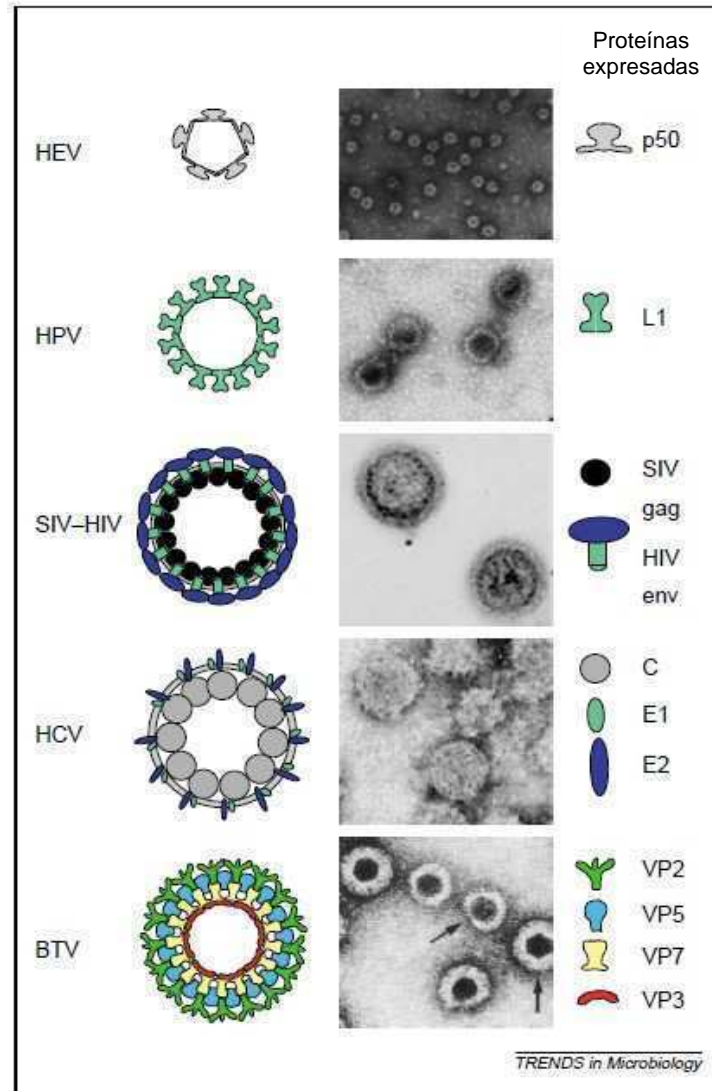 Proteínas
expresadas
HEV
p50
HPV
L1
SIV–HIV
SIV
gag
HIV
env
HCV
C
E1
E2
BTV
VP2
VP5
VP7
VP3
TRENDS in Microbiology